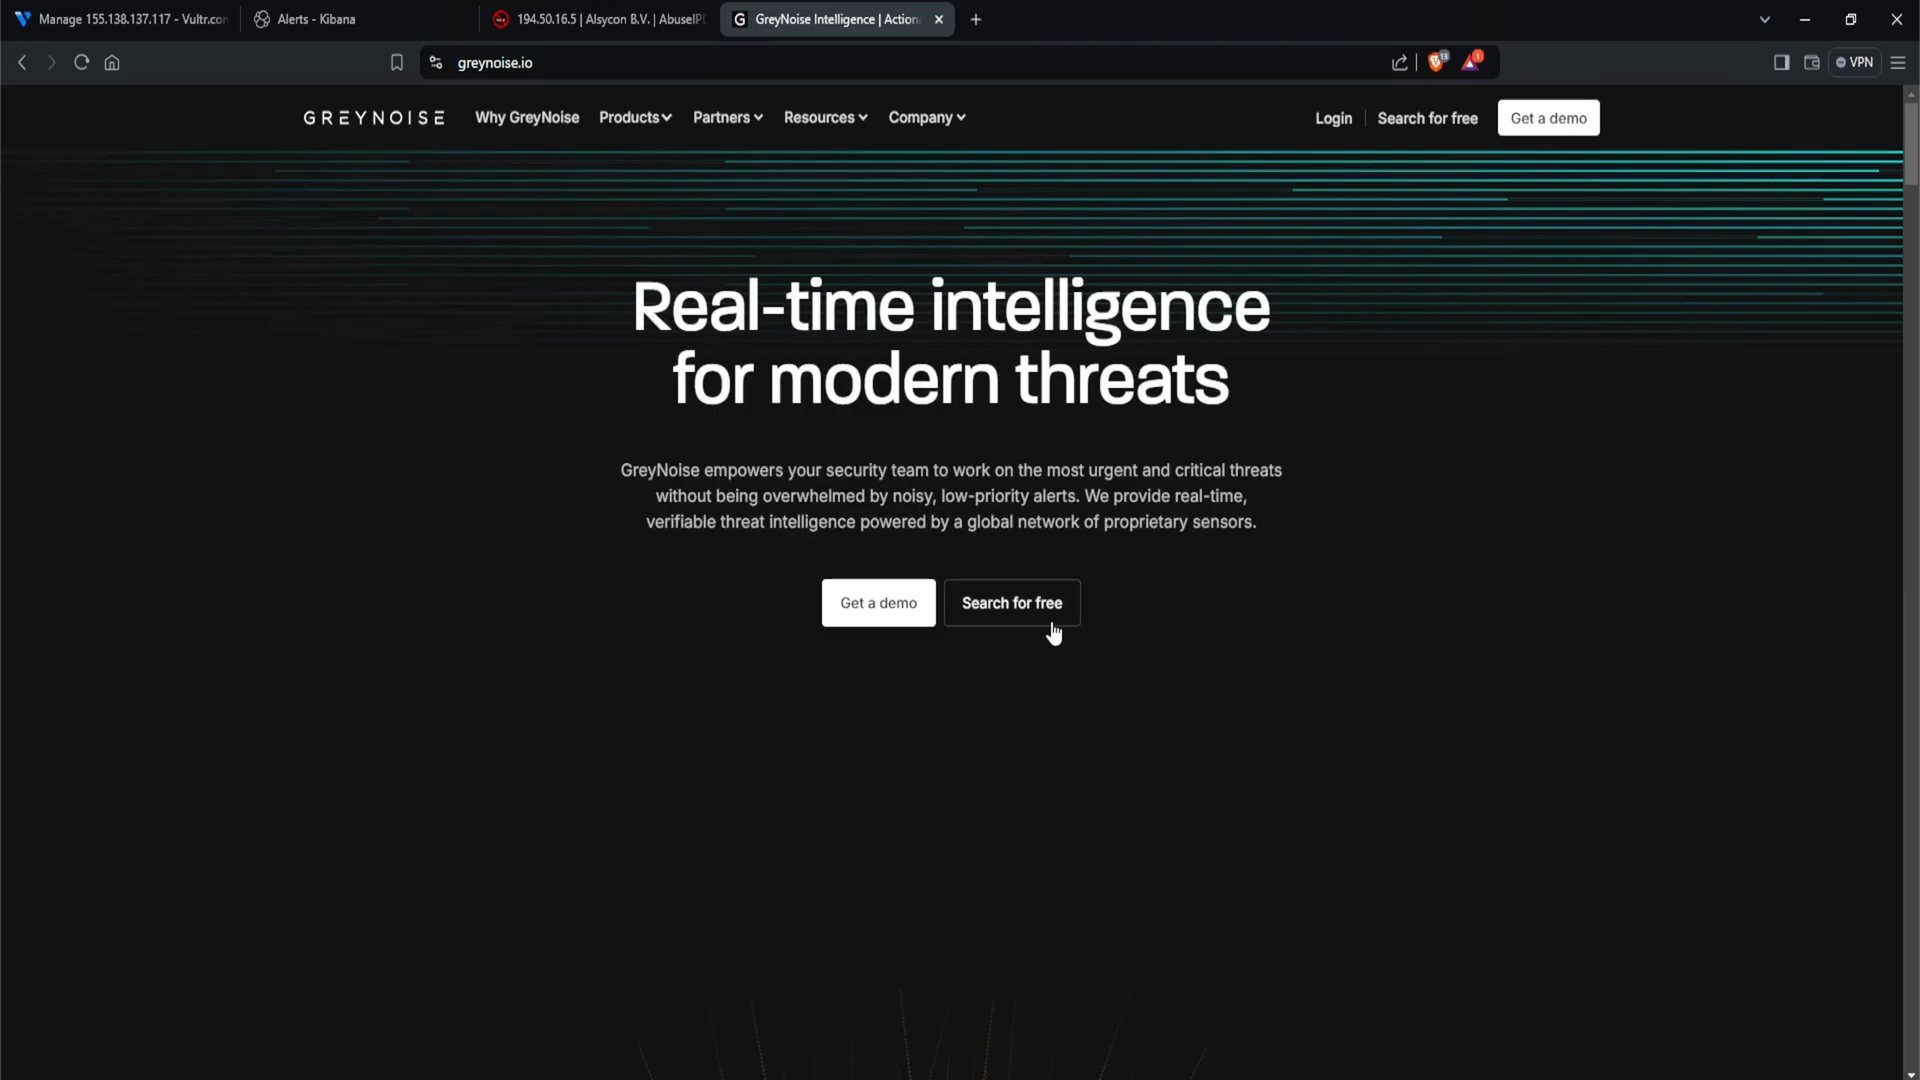 Manage 155.138.137.117 - Vultr.con
Alerts - Kibana
194.50.16.5 | Alsycon B.V. | AbuseIP
GreyNoise Intelligence | Action
greynoise.io
13
1
VPN
GREYNOISE
Why GreyNoise
Products
Partners
Resources
Company
Login
Search for free
Get a demo
Real-time intelligence
for modern threats
GreyNoise empowers your security team to work on the most urgent and critical threats
without being overwhelmed by noisy, low-priority alerts. We provide real-time,
verifiable threat intelligence powered by a global network of proprietary sensors.
Get a demo
Search for free